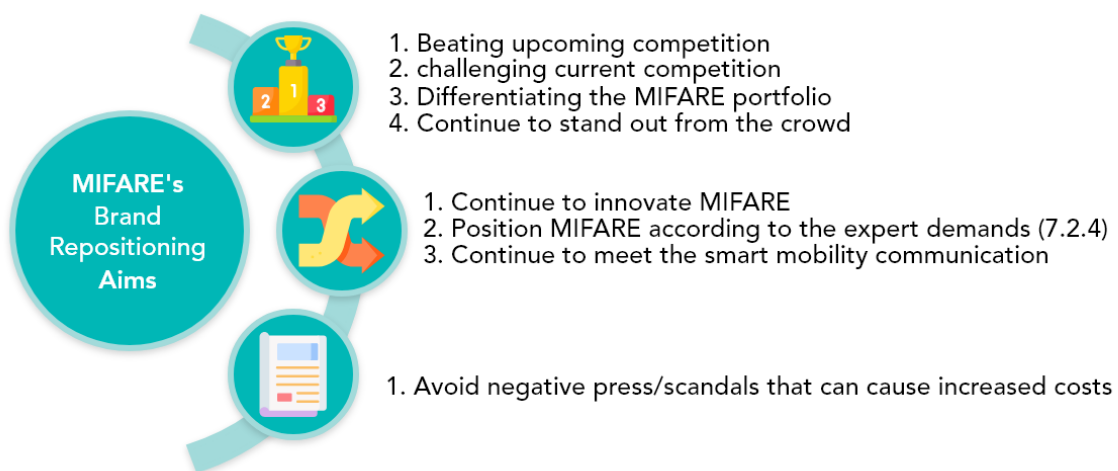 MIFARE's
Brand
Repositioning
Aims
2
1
3
1. Beating upcoming competition
2. challenging current competition
3. Differentiating the MIFARE portfolio
4. Continue to stand out from the crowd
1. Continue to innovate MIFARE
2. Position MIFARE according to the expert demands (7.2.4)
3. Continue to meet the smart mobility communication
1. Avoid negative press/scandals that can cause increased costs